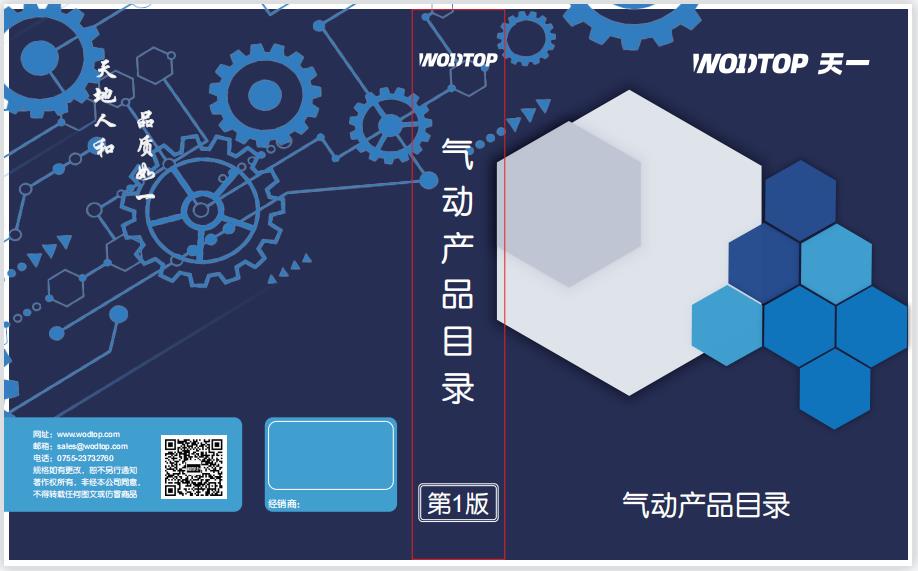 天地人和
品质如一
网址：www.wodtop.com
邮箱：sales@wodtop.com
电话：0755-23732760
规格如有更改，恕不另行通知
著作权所有，非经本公司同意，
不得转载任何图文或仿冒商品
经销商：
WODTOP
气动产品目录
第1版
WODTOP 天一
气动产品目录